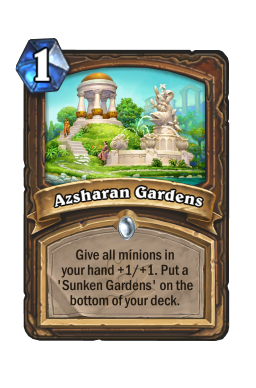 1
Azsharan Gardens
Give all minions in
your hand +1/+1. Put a
'Sunken Gardens' on the
bottom of your deck.